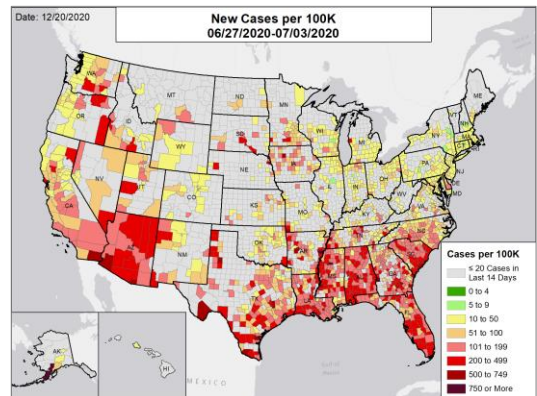 Date: 12/20/2020
New Cases per 100K
06/27/2020-07/03/2020
WA
MT
ND
MN
ME
OR
ID
SD
WI
MI
VT
NH
NY
MA
CT
WY
NE
IA
PA
NJ
NV
UT
CO
IL
IN
OH
WV
DE
MD
CA
KS
MO
KY
VA
AZ
NM
OK
AR
NC
SC
TX
LA
MS
AL
GA
FL
AK
HI
MEXICO
Gulf of
Cases per 100K
≤ 20 Cases in
Last 14 Days
0 to 4
5 to 9
10 to 50
51 to 100
101 to 199
200 to 499
500 to 749
750 or More